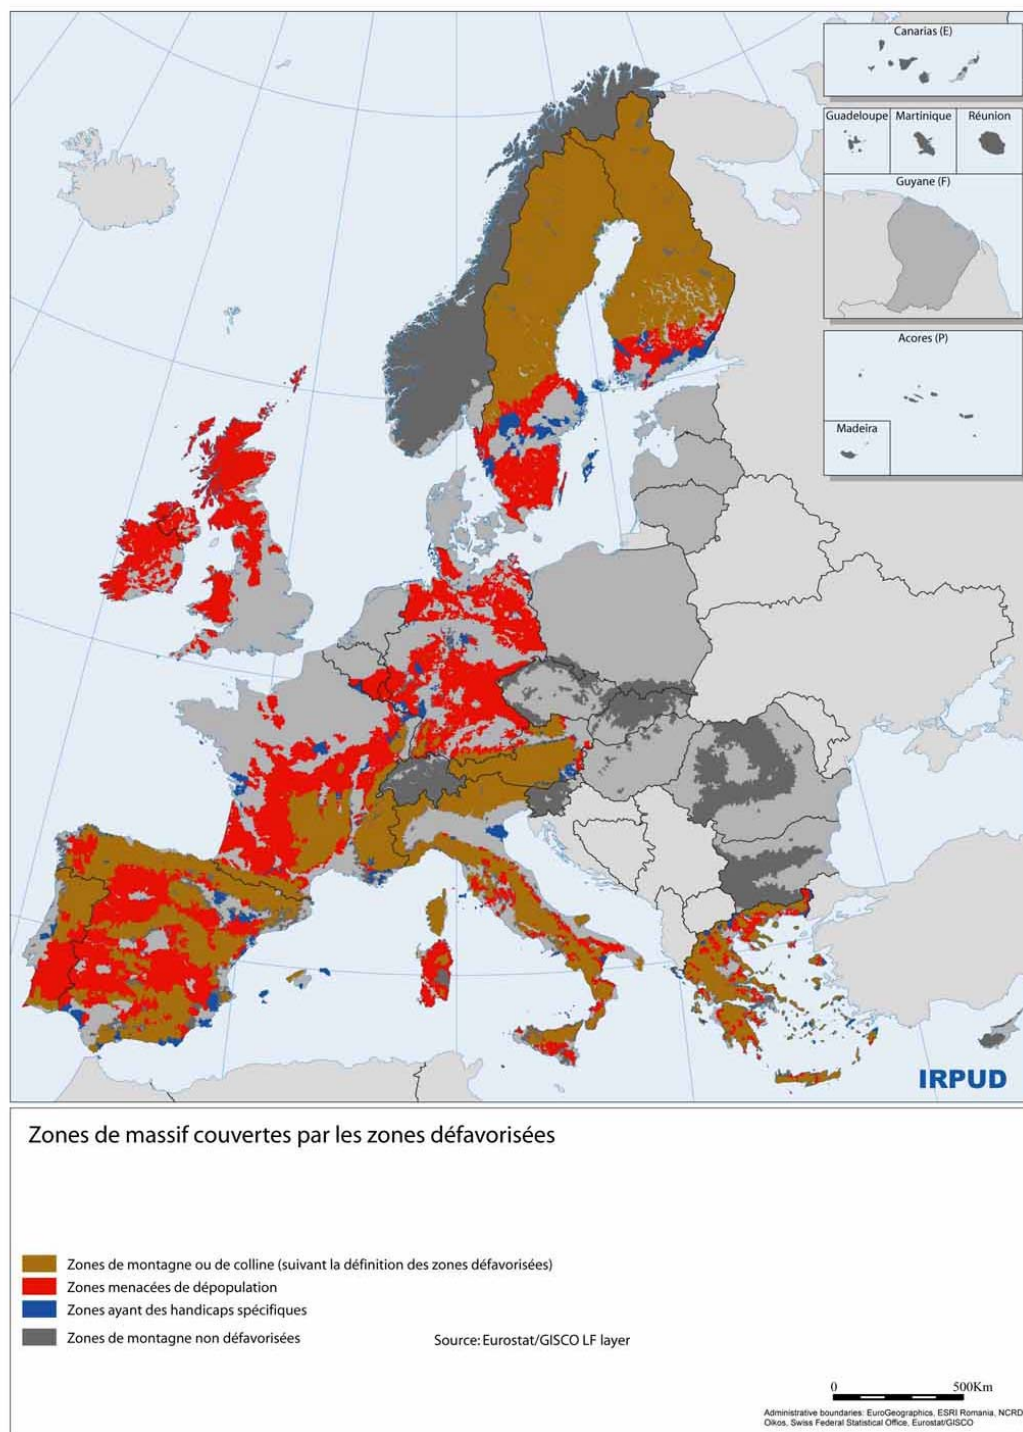 Canarias (E)
Guadeloupe
Martinique
Réunion
Guyane (F)
Acores (P)
Madeira
IRPUD
Zones de massif couvertes par les zones défavorisées
Zones de montagne ou de colline (suivant la définition des zones défavorisées)
Zones menacées de dépopulation
Zones ayant des handicaps spécifiques
Zones de montagne non défavorisées
Source: Eurostat/GISCO LF layer
0 500Km
Administrative boundaries: EuroGeographics, ESRI Romania, NCRD
Oikos, Swiss Federal Statistical Office, Eurostat/GISCO